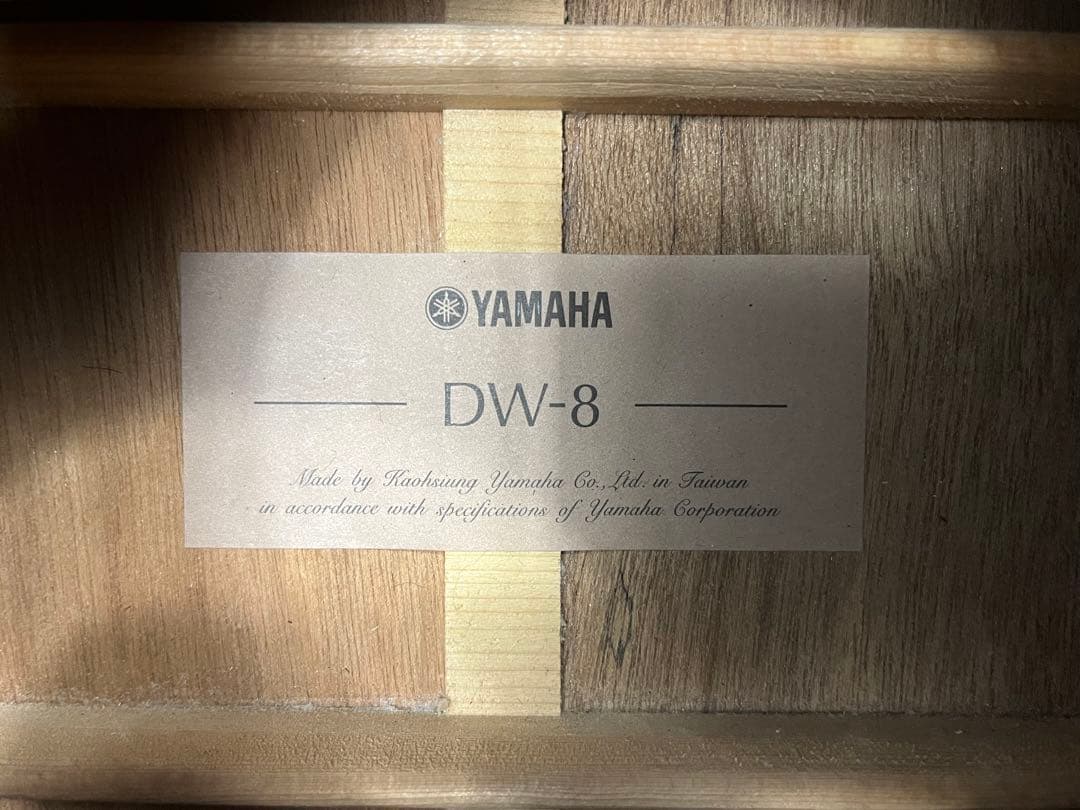 YAMAHA
DW-8
Made by Kaohsiung Yamaha Co.,Ltd. in Taiwan
in accordance with specifications of Yamaha Corporation